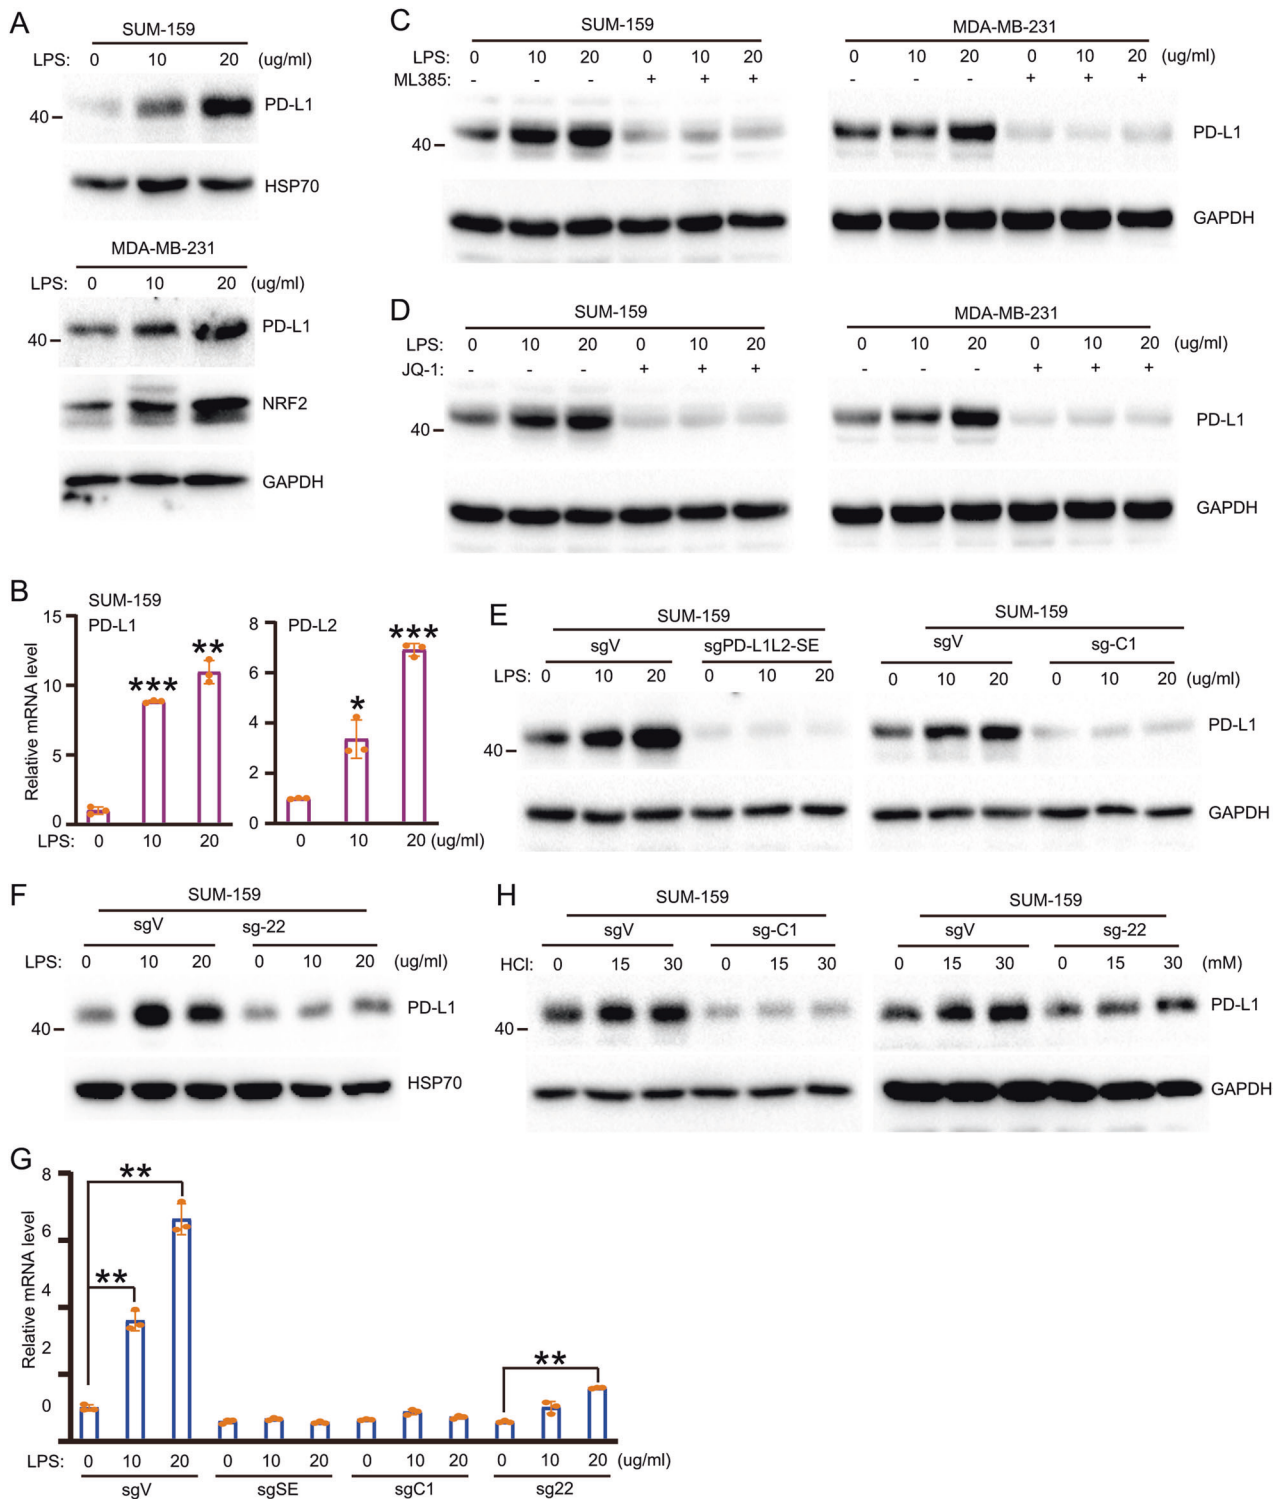 A
SUM-159
LPS: 0 10 20 (ug/ml)
PD-L1
40
HSP70
MDA-MB-231
LPS: 0 10 20 (ug/ml)
PD-L1
40
NRF2
GAPDH
C
SUM-159 MDA-MB-231
LPS: 0 10 20 0 10 20 0 10 20 0 10 20 (ug/ml)
ML385: - - - + + + - - - + + +
PD-L1
40
GAPDH
D
SUM-159 MDA-MB-231
LPS: 0 10 20 0 10 20 0 10 20 0 10 20 (ug/ml)
JQ-1: - - - + + + - - - + + +
PD-L1
40
GAPDH
B
SUM-159
PD-L1 PD-L2
Relative mRNA level
15
10
5
0
*** **
LPS: 0 10 20
8
6
4
2
0
* ***
0 10 20 (ug/ml)
E
SUM-159 SUM-159
sgV sgPD-L1L2-SE sgV sg-C1
LPS: 0 10 20 0 10 20 0 10 20 0 10 20 (ug/ml)
PD-L1
40
GAPDH
F
SUM-159
sgV sg-22
LPS: 0 10 20 0 10 20 (ug/ml)
PD-L1
40
HSP70
H
SUM-159 SUM-159
sgV sg-C1 sgV sg-22
HCl: 0 15 30 0 15 30 0 15 30 0 15 30 (mM)
PD-L1
40
GAPDH
G
Relative mRNA level
8
6
4
2
0
**
**
**
LPS: 0 10 20 0 10 20 0 10 20 0 10 20 (ug/ml)
sgV sgSE sgC1 sg22